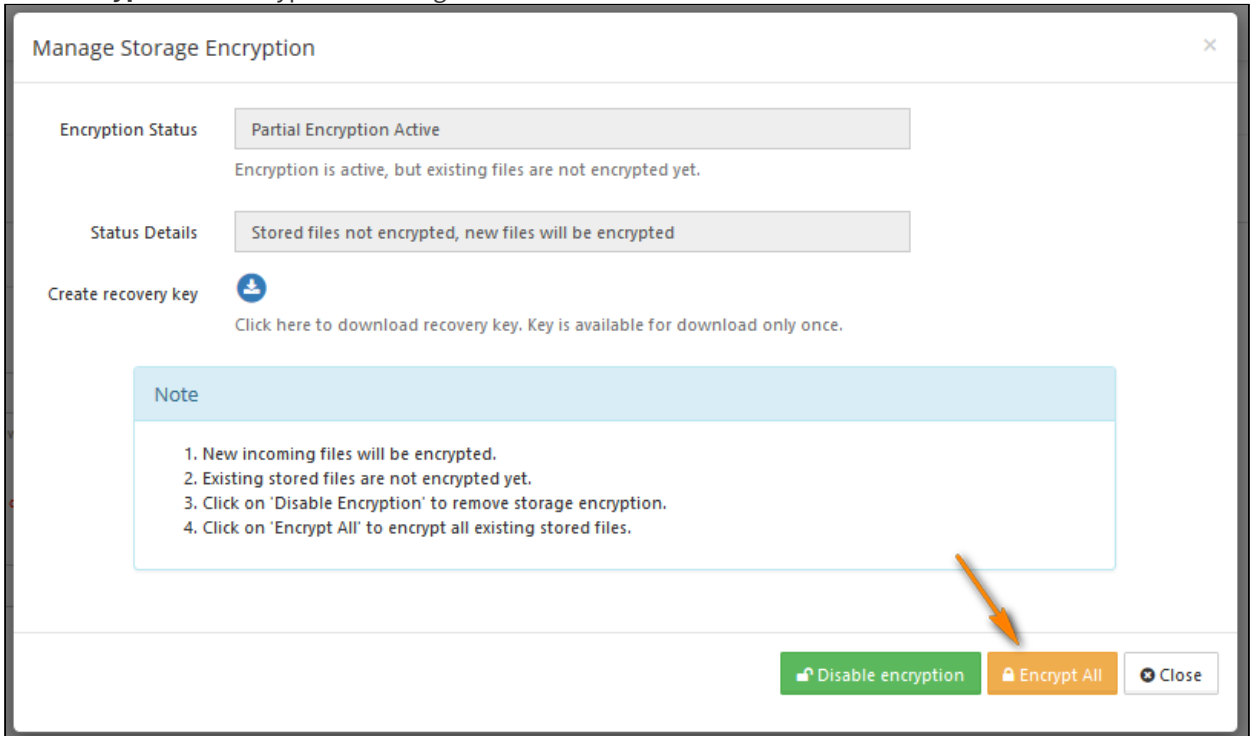 Manage Storage Encryption
×
Encryption Status
Partial Encryption Active
Encryption is active, but existing files are not encrypted yet.
Status Details
Stored files not encrypted, new files will be encrypted
Create recovery key
Click here to download recovery key. Key is available for download only once.
Note
1. New incoming files will be encrypted.
2. Existing stored files are not encrypted yet.
3. Click on 'Disable Encryption' to remove storage encryption.
4. Click on 'Encrypt All' to encrypt all existing stored files.
Disable encryption
Encrypt All
Close